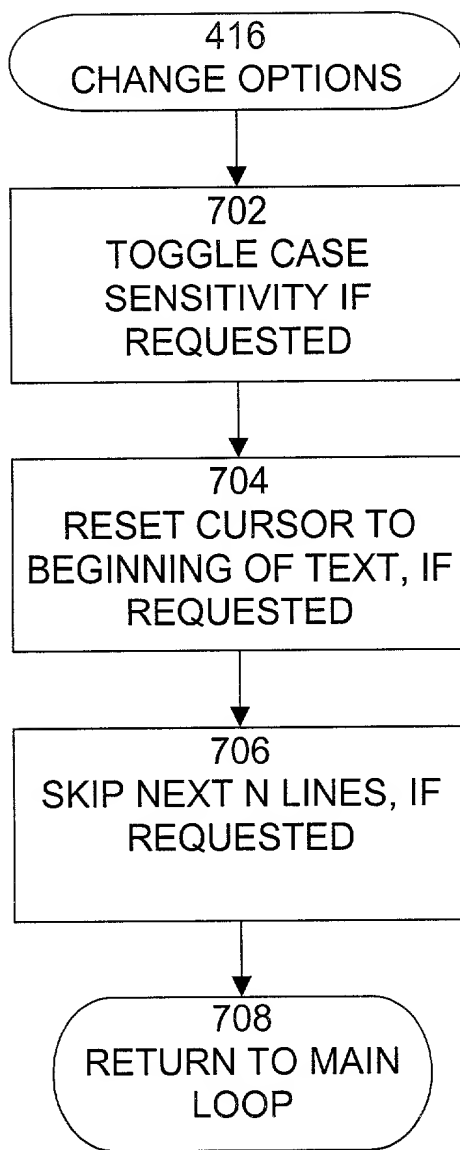 416
CHANGE OPTIONS
702
TOGGLE CASE
SENSITIVITY IF
REQUESTED
704
RESET CURSOR TO
BEGINNING OF TEXT, IF
REQUESTED
706
SKIP NEXT N LINES, IF
REQUESTED
708
RETURN TO MAIN
LOOP